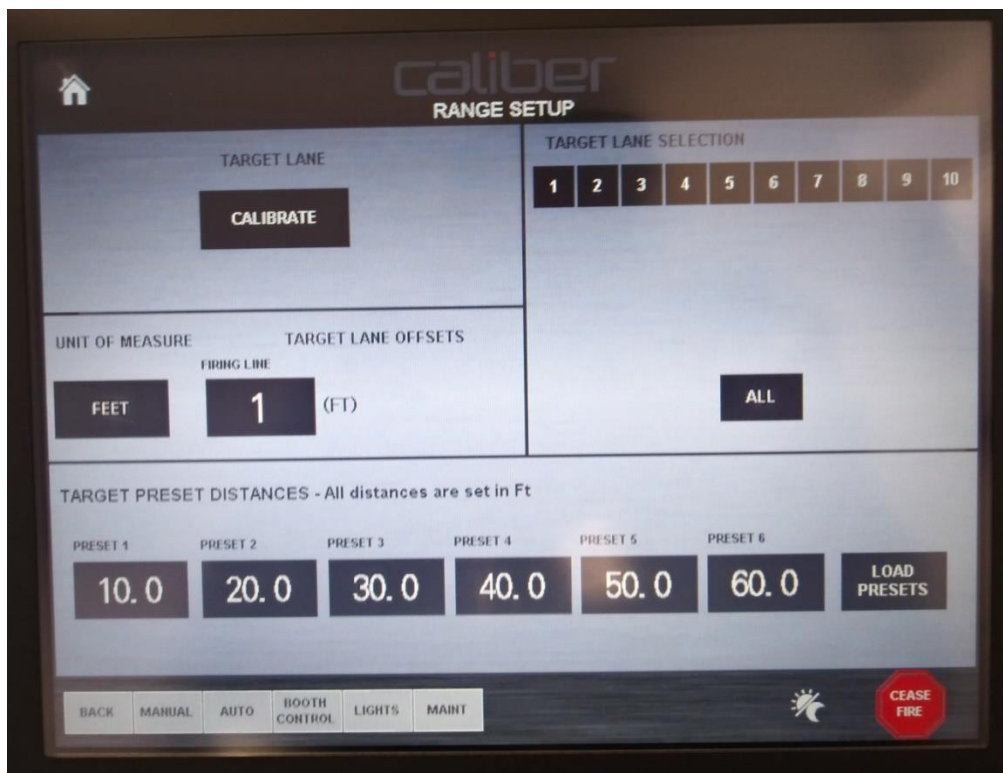 caliber
RANGE SETUP
TARGET LANE
CALIBRATE
TARGET LANE SELECTION
1 2 3 4 5 6 7 8 9 10
ALL
UNIT OF MEASURE
TARGET LANE OFFSETS
FIRING LINE
FEET
1 (FT)
TARGET PRESET DISTANCES - All distances are set in Ft
PRESET 1 PRESET 2 PRESET 3 PRESET 4 PRESET 5 PRESET 6
10.0 20.0 30.0 40.0 50.0 60.0
LOAD
PRESETS
BACK MANUAL AUTO
BOOTH
CONTROL
LIGHTS MAINT
CEASE
FIRE